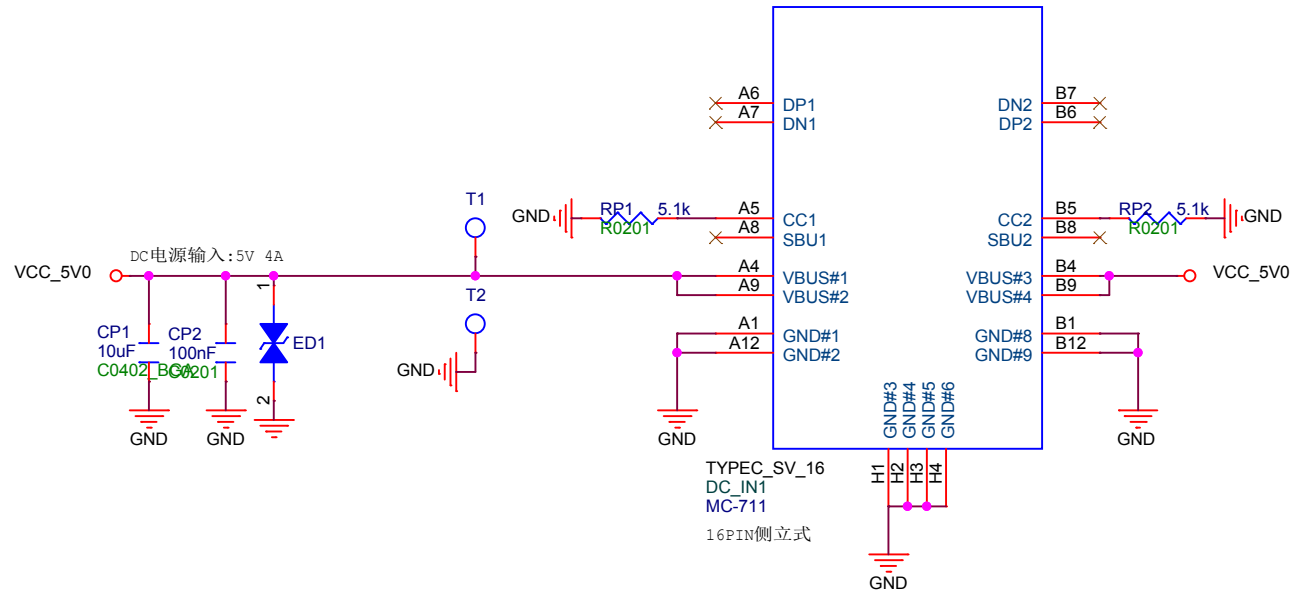 A6
DP1
A7
DN1
B7
DN2
B6
DP2
T1
GND
RP1
5.1k
R0201
A5
CC1
A8
SBU1
B5
CC2
B8
SBU2
RP2
5.1k
R0201
GND
DC电源输入:5V 4A
VCC_5V0
A4
VBUS#1
A9
VBUS#2
B4
VBUS#3
B9
VBUS#4
VCC_5V0
1
T2
CP1
10uF
C0402_BGA
CP2
100nF
C0201
ED1
2
GND
A1
GND#1
A12
GND#2
B1
GND#8
B12
GND#9
GND
GND
GND
GND
GND#3
GND#4
GND#5
GND#6
H1
H2
H3
H4
TYPEC_SV_16
DC_IN1
MC-711
16PIN侧立式
GND